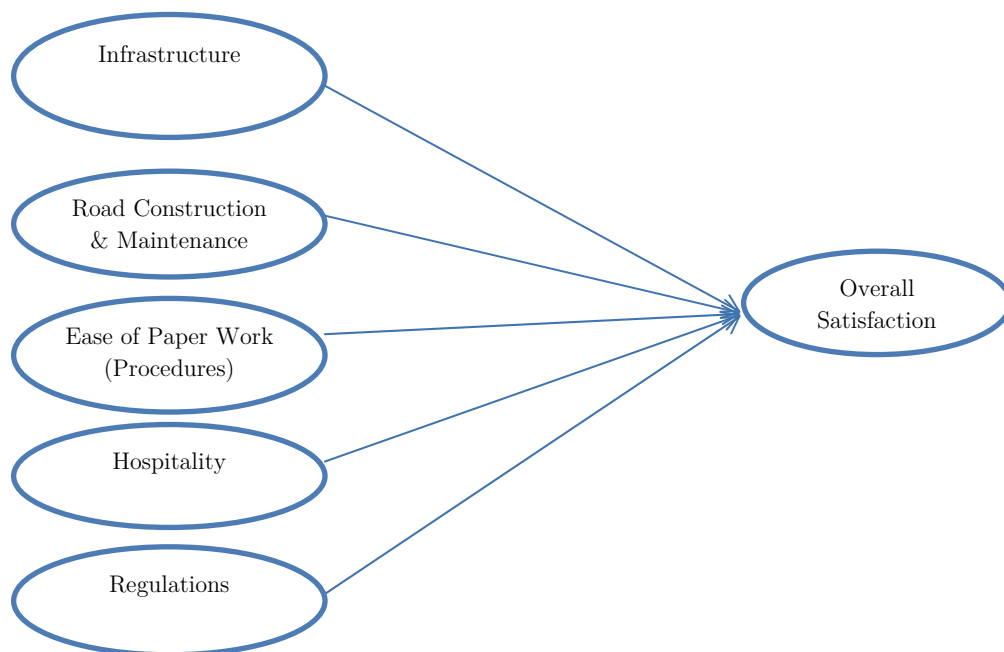 Infrastructure
Road Construction
& Maintenance
Ease of Paper Work
(Procedures)
Hospitality
Regulations
Overall
Satisfaction